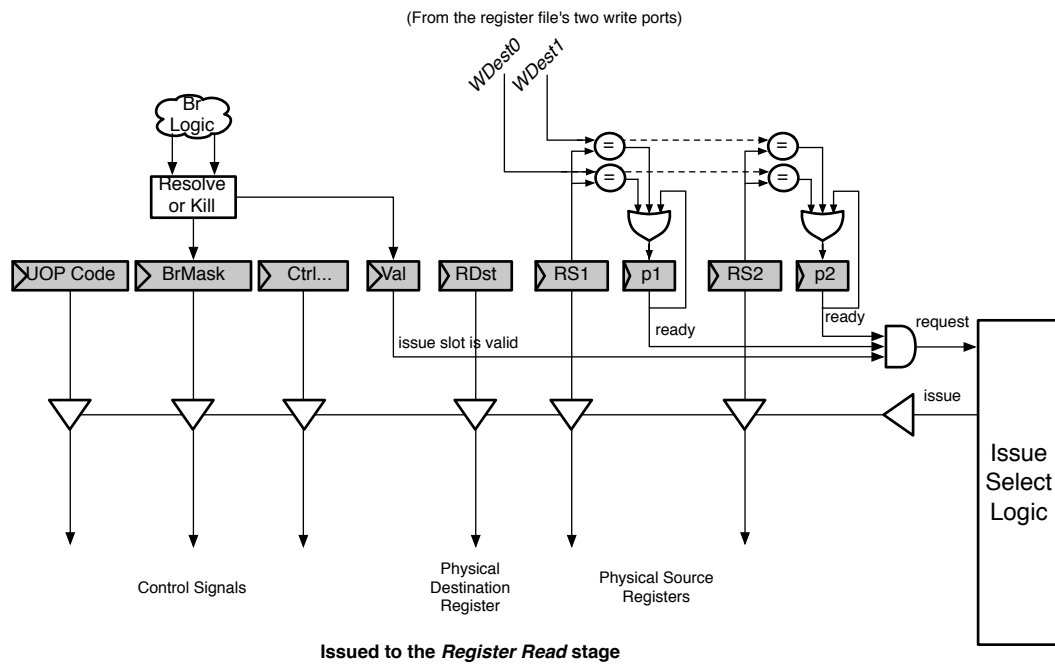 (From the register file's two write ports)
WDest0
WDest1
Br
Logic
=
=
=
=
Resolve
or Kill
UOP Code
BrMask
Ctrl...
Val
RDst
RS1
p1
RS2
p2
ready
ready
request
issue slot is valid
issue
Issue
Select
Logic
Control Signals
Physical
Destination
Register
Physical Source
Registers
Issued to the Register Read stage